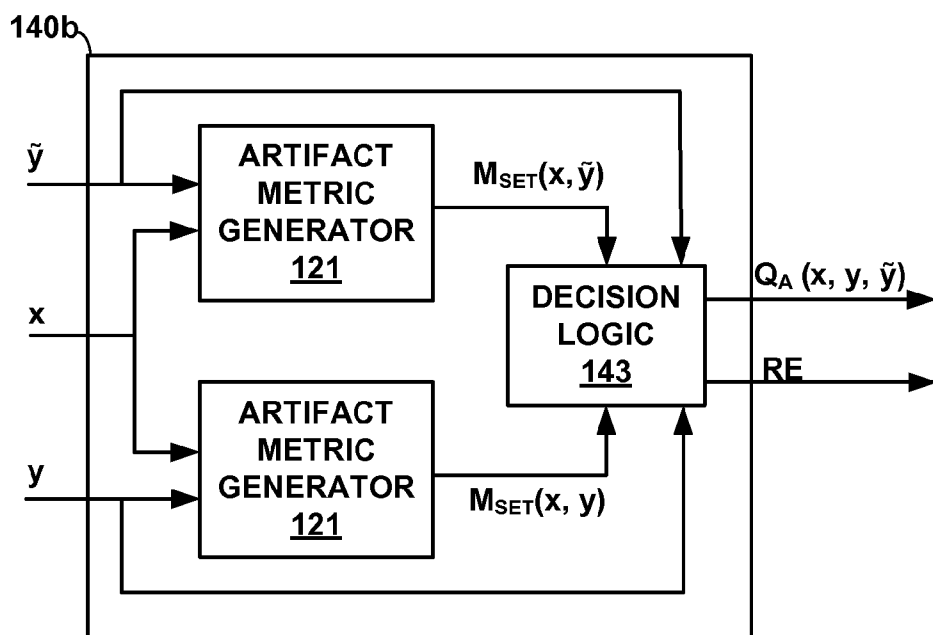 140b
ỹ
ARTIFACT
METRIC
GENERATOR
121
M_SET(x, ỹ)
x
DECISION
LOGIC
143
Q_A (x, y, ỹ)
RE
y
ARTIFACT
METRIC
GENERATOR
121
M_SET(x, y)